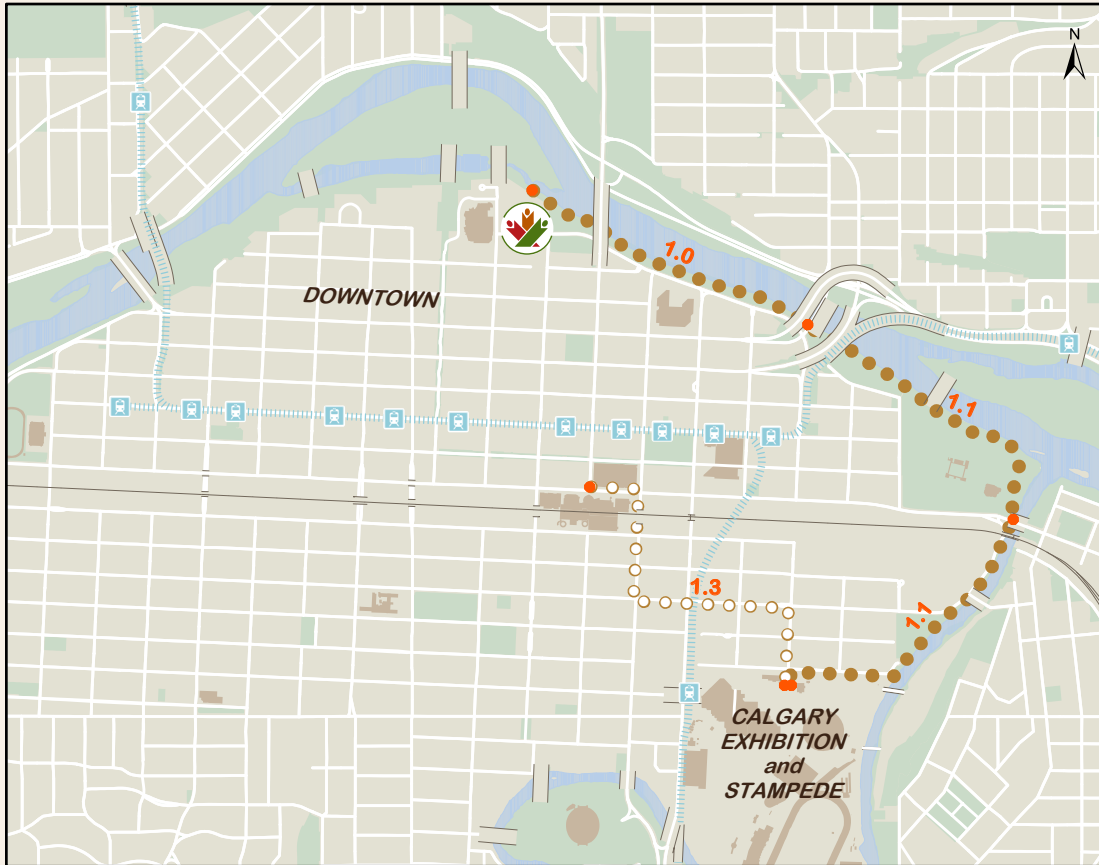 N
1.0
DOWNTOWN
1.1
1.3
1.1
CALGARY
EXHIBITION
and
STAMPEDE